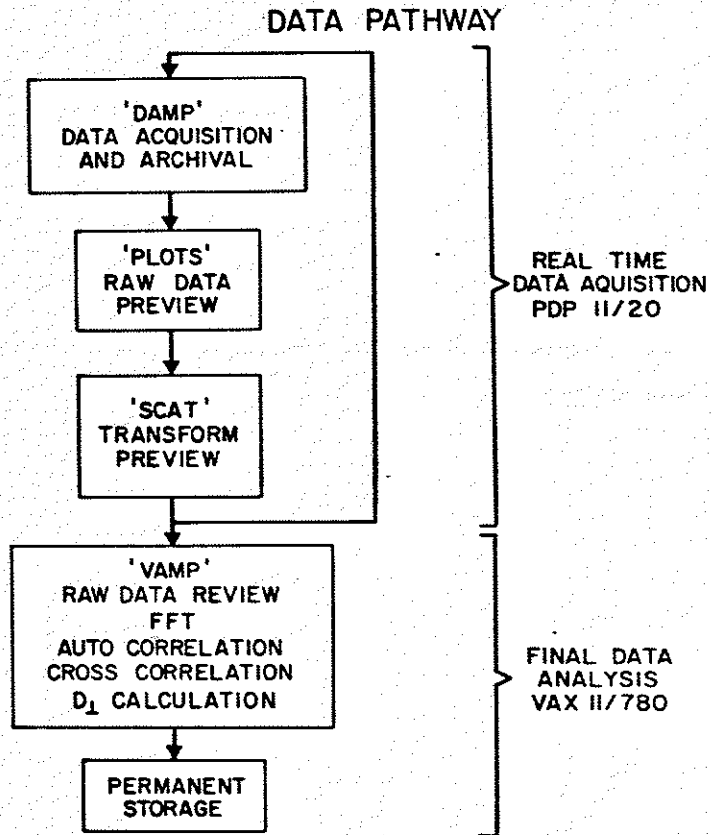 DATA PATHWAY
'DAMP'
DATA ACQUISITION
AND ARCHIVAL
'PLOTS'
RAW DATA
PREVIEW
'SCAT'
TRANSFORM
PREVIEW
REAL TIME
DATA AQUISITION
PDP 11/20
'VAMP'
RAW DATA REVIEW
FFT
AUTO CORRELATION
CROSS CORRELATION
D⊥ CALCULATION
FINAL DATA
ANALYSIS
VAX 11/780
PERMANENT
STORAGE